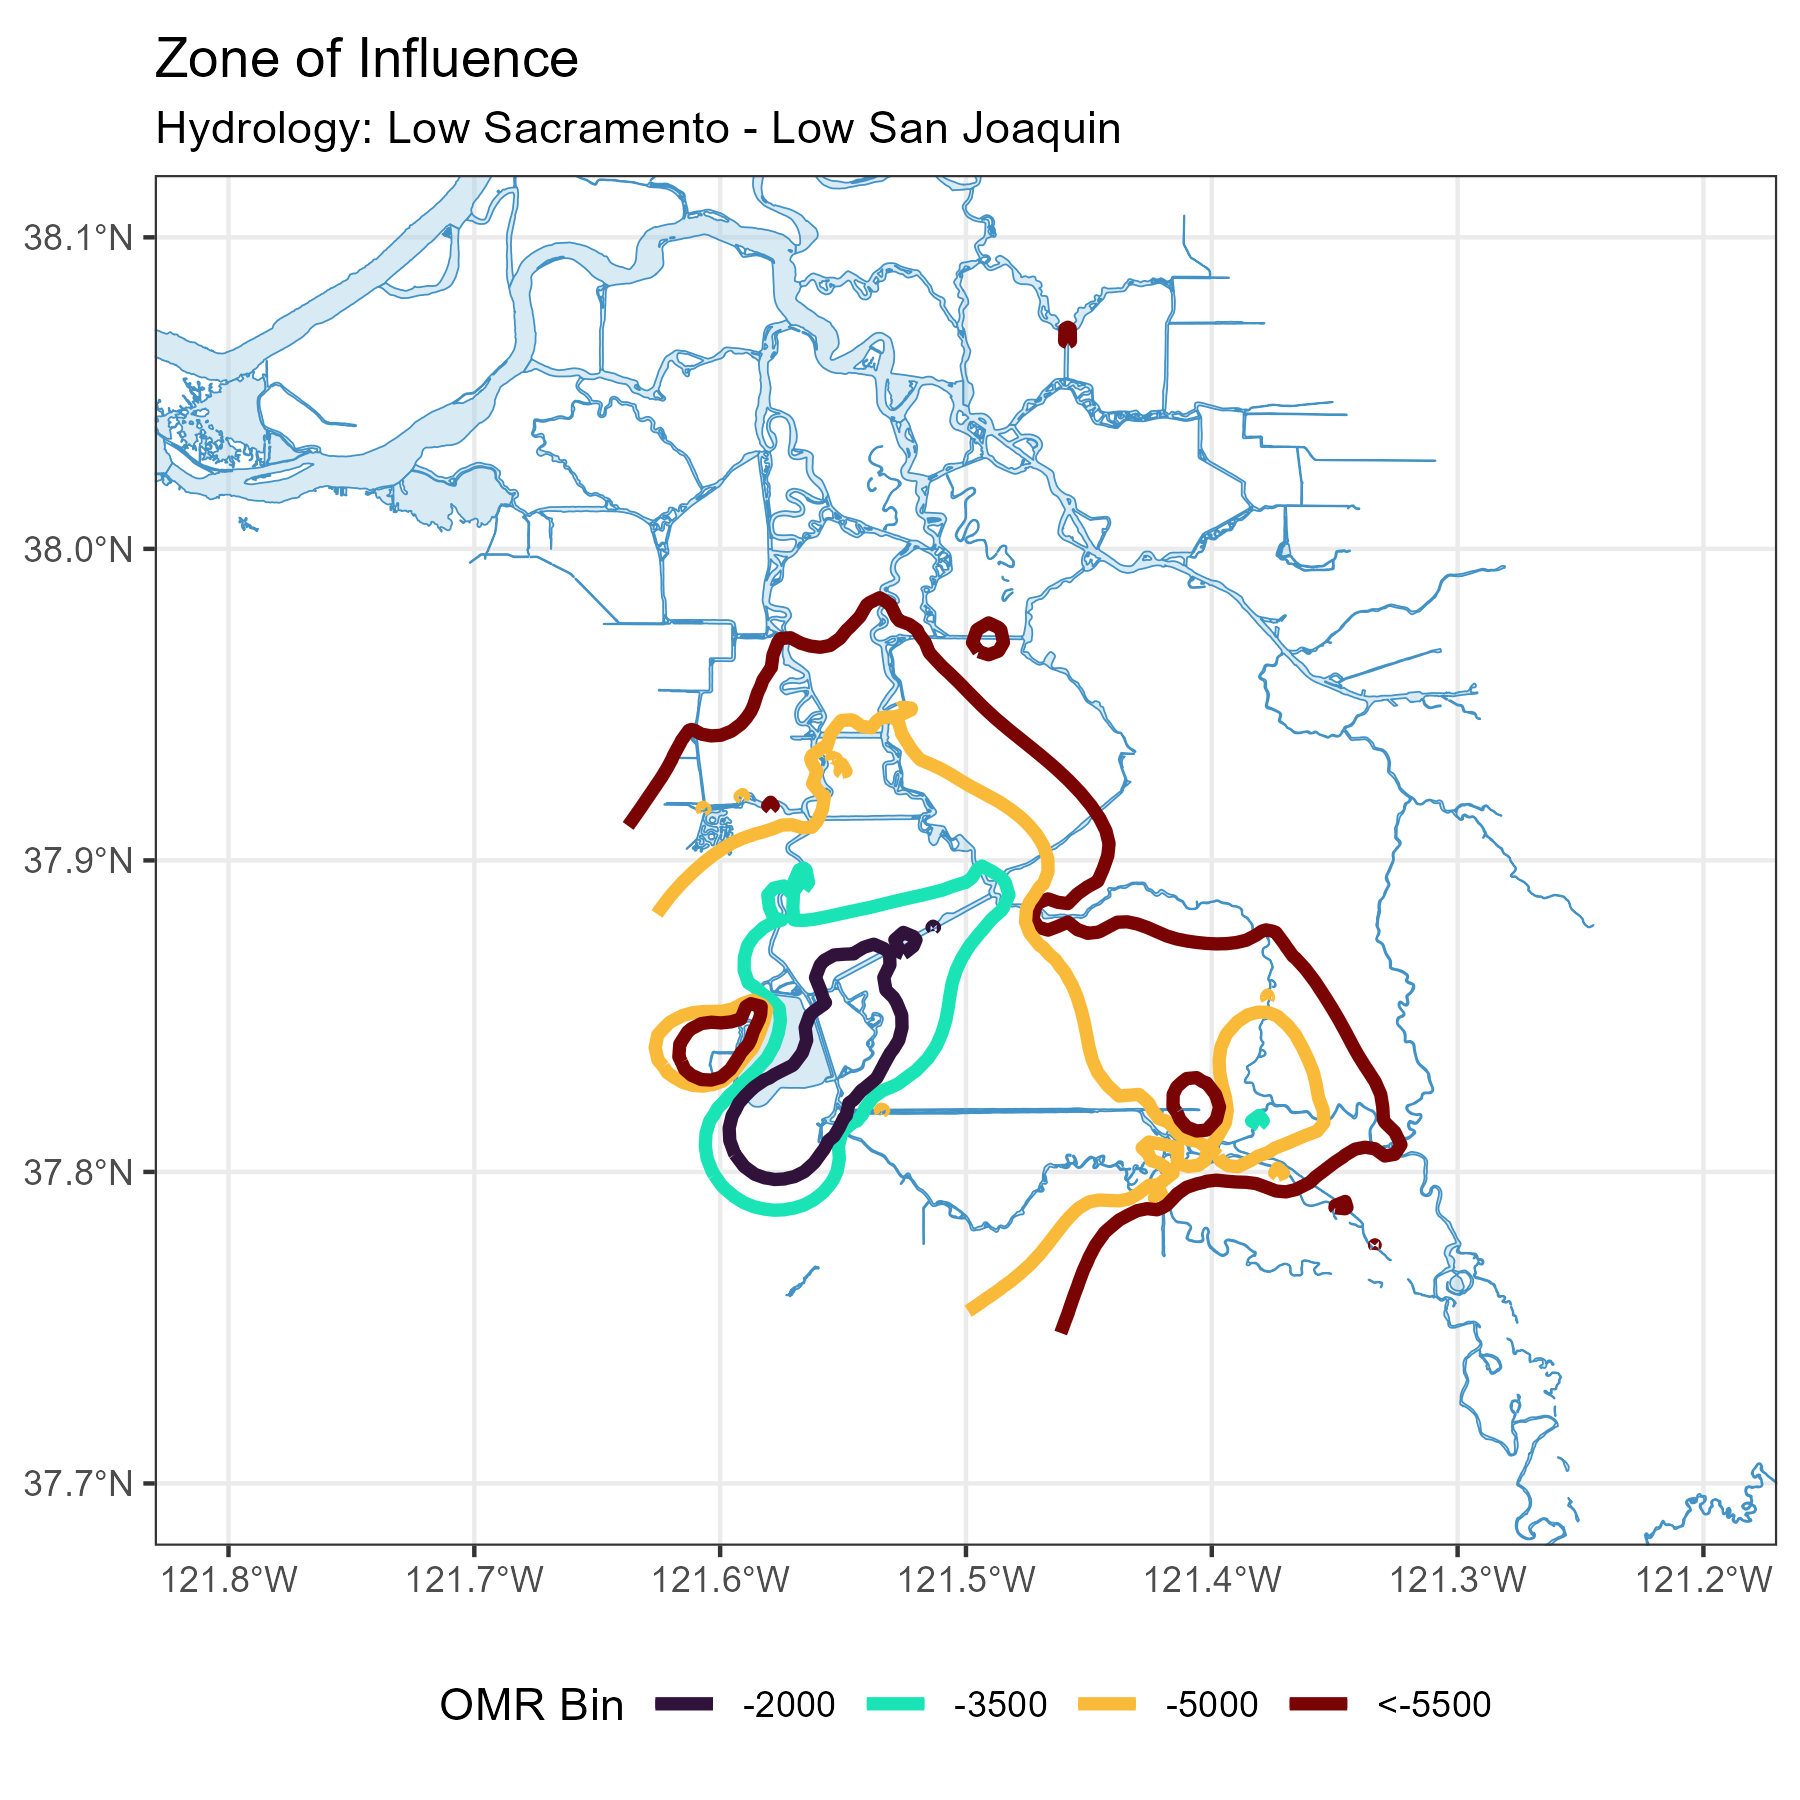 Zone of Influence
Hydrology: Low Sacramento - Low San Joaquin
38.1°N
38.0°N
37.9°N
37.8°N
37.7°N
121.8°W 121.7°W 121.6°W 121.5°W 121.4°W 121.3°W 121.2°W
OMR Bin -2000 -3500 -5000 <-5500